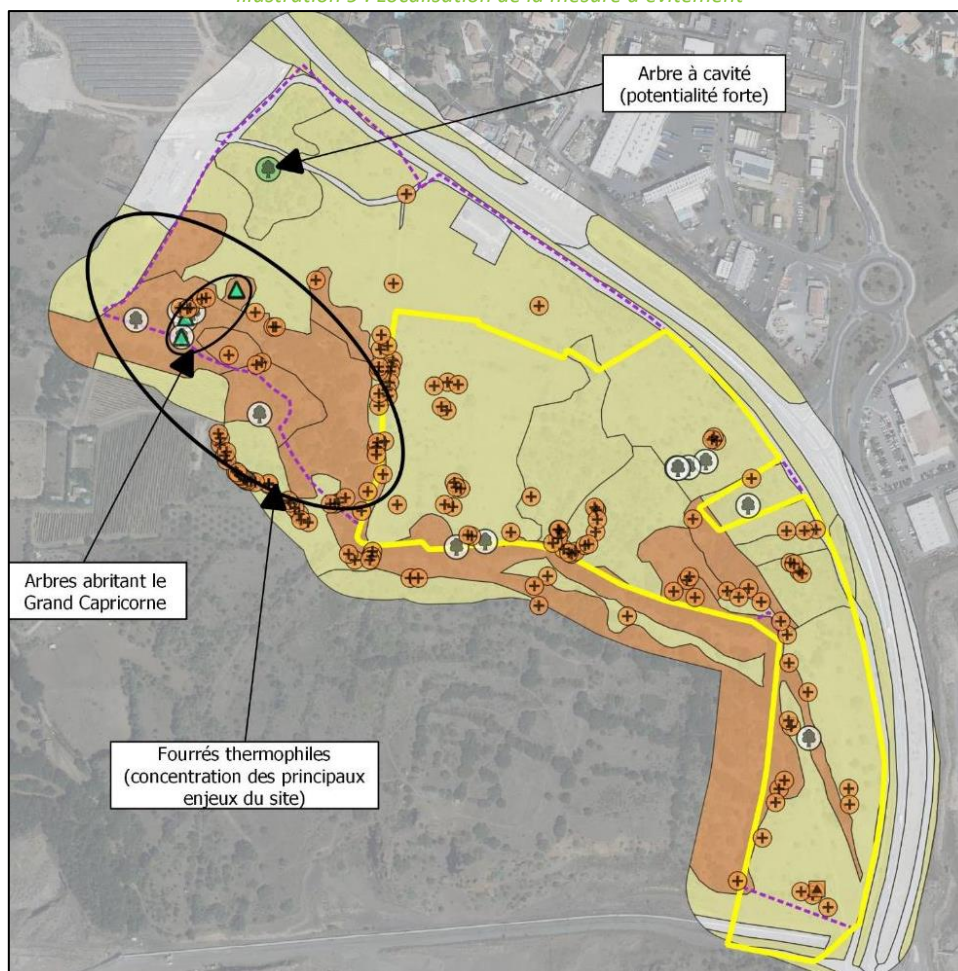 Illustration 5 : Localisation de la mesure d'évitement
Arbre à cavité
(potentialité forte)
Arbres abritant le
Grand Capricorne
Fourrés thermophiles
(concentration des principaux
enjeux du site)